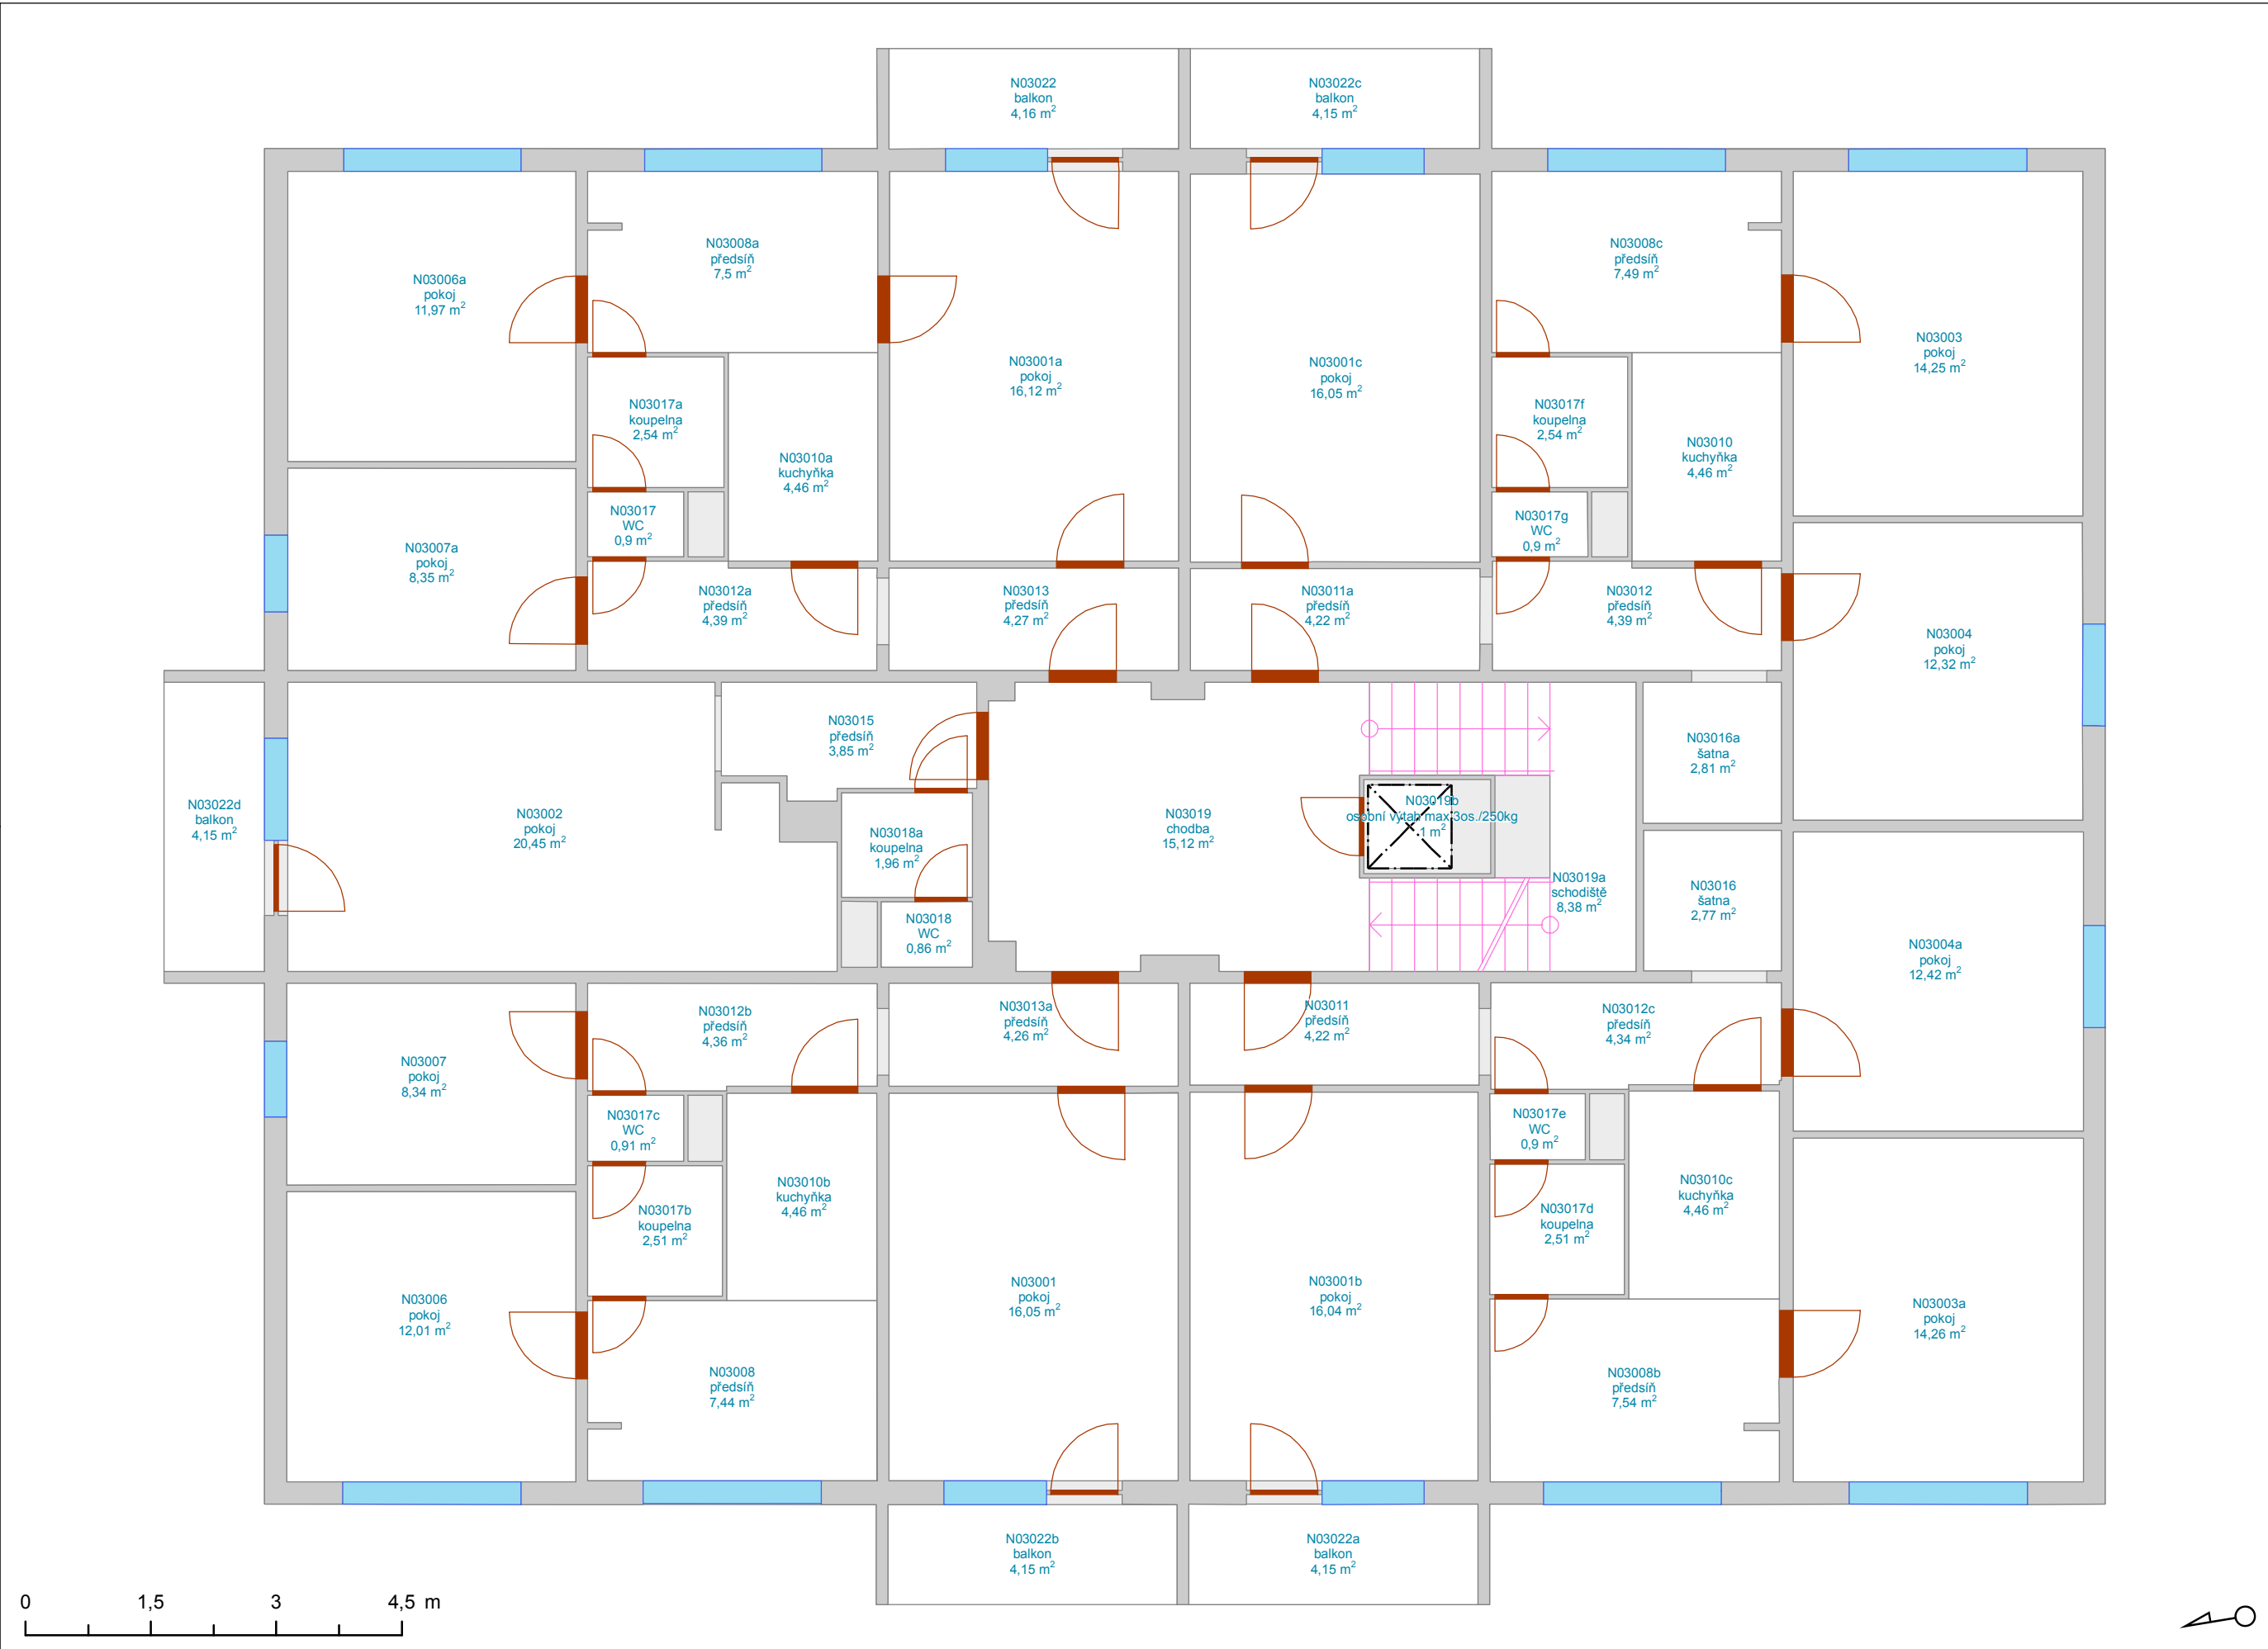 N03022
balkon
4,16 m²
N03022c
balkon
4,15 m²
N03008a
předsíň
7,5 m²
N03008c
předsíň
7,49 m²
N03006a
pokoj
11,97 m²
N03001a
pokoj
16,12 m²
N03001c
pokoj
16,05 m²
N03003
pokoj
14,25 m²
N03017a
koupelna
2,54 m²
N03017f
koupelna
2,54 m²
N03010a
kuchyňka
4,46 m²
N03010
kuchyňka
4,46 m²
N03017
WC
0,9 m²
N03017g
WC
0,9 m²
N03007a
pokoj
8,35 m²
N03012a
předsíň
4,39 m²
N03013
předsíň
4,27 m²
N03011a
předsíň
4,22 m²
N03012
předsíň
4,39 m²
N03004
pokoj
12,32 m²
N03015
předsíň
3,85 m²
N03016a
šatna
2,81 m²
N03022d
balkon
4,15 m²
N03002
pokoj
20,45 m²
N03018a
koupelna
1,96 m²
N03019
chodba
15,12 m²
N03019b
osobní výtah max.3os./250kg
1 m²
N03019a
schodiště
8,38 m²
N03016
šatna
2,77 m²
N03018
WC
0,86 m²
N03004a
pokoj
12,42 m²
N03007
pokoj
8,34 m²
N03012b
předsíň
4,36 m²
N03013a
předsíň
4,26 m²
N03011
předsíň
4,22 m²
N03012c
předsíň
4,34 m²
N03017c
WC
0,91 m²
N03017e
WC
0,9 m²
N03010b
kuchyňka
4,46 m²
N03010c
kuchyňka
4,46 m²
N03017b
koupelna
2,51 m²
N03017d
koupelna
2,51 m²
N03006
pokoj
12,01 m²
N03001
pokoj
16,05 m²
N03001b
pokoj
16,04 m²
N03003a
pokoj
14,26 m²
N03008
předsíň
7,44 m²
N03008b
předsíň
7,54 m²
N03022b
balkon
4,15 m²
N03022a
balkon
4,15 m²
0 1,5 3 4,5 m